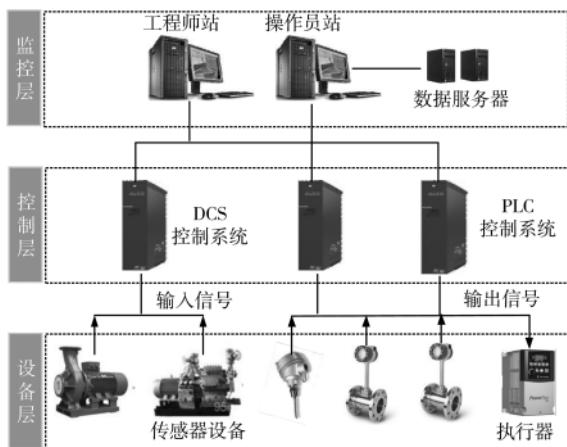 监控层
工程师站
操作员站
数据服务器
控制层
DCS
控制系统
PLC
控制系统
输入信号
输出信号
设备层
传感器设备
执行器